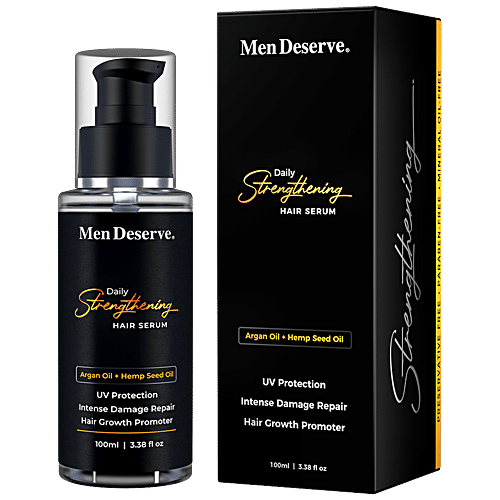 Men Deserve®
Daily
Strengthening
HAIR SERUM
Argan Oil + Hemp Seed Oil
UV Protection
Intense Damage Repair
Hair Growth Promoter
100ml | 3.38 fl oz
Men Deserve®
Daily
Strengthening
HAIR SERUM
Argan Oil + Hemp Seed Oil
UV Protection
Intense Damage Repair
Hair Growth Promoter
100ml | 3.38 fl oz
Strengthening
PRESERVATIVE FREE • PARABEN-FREE • MINERAL OIL-FREE